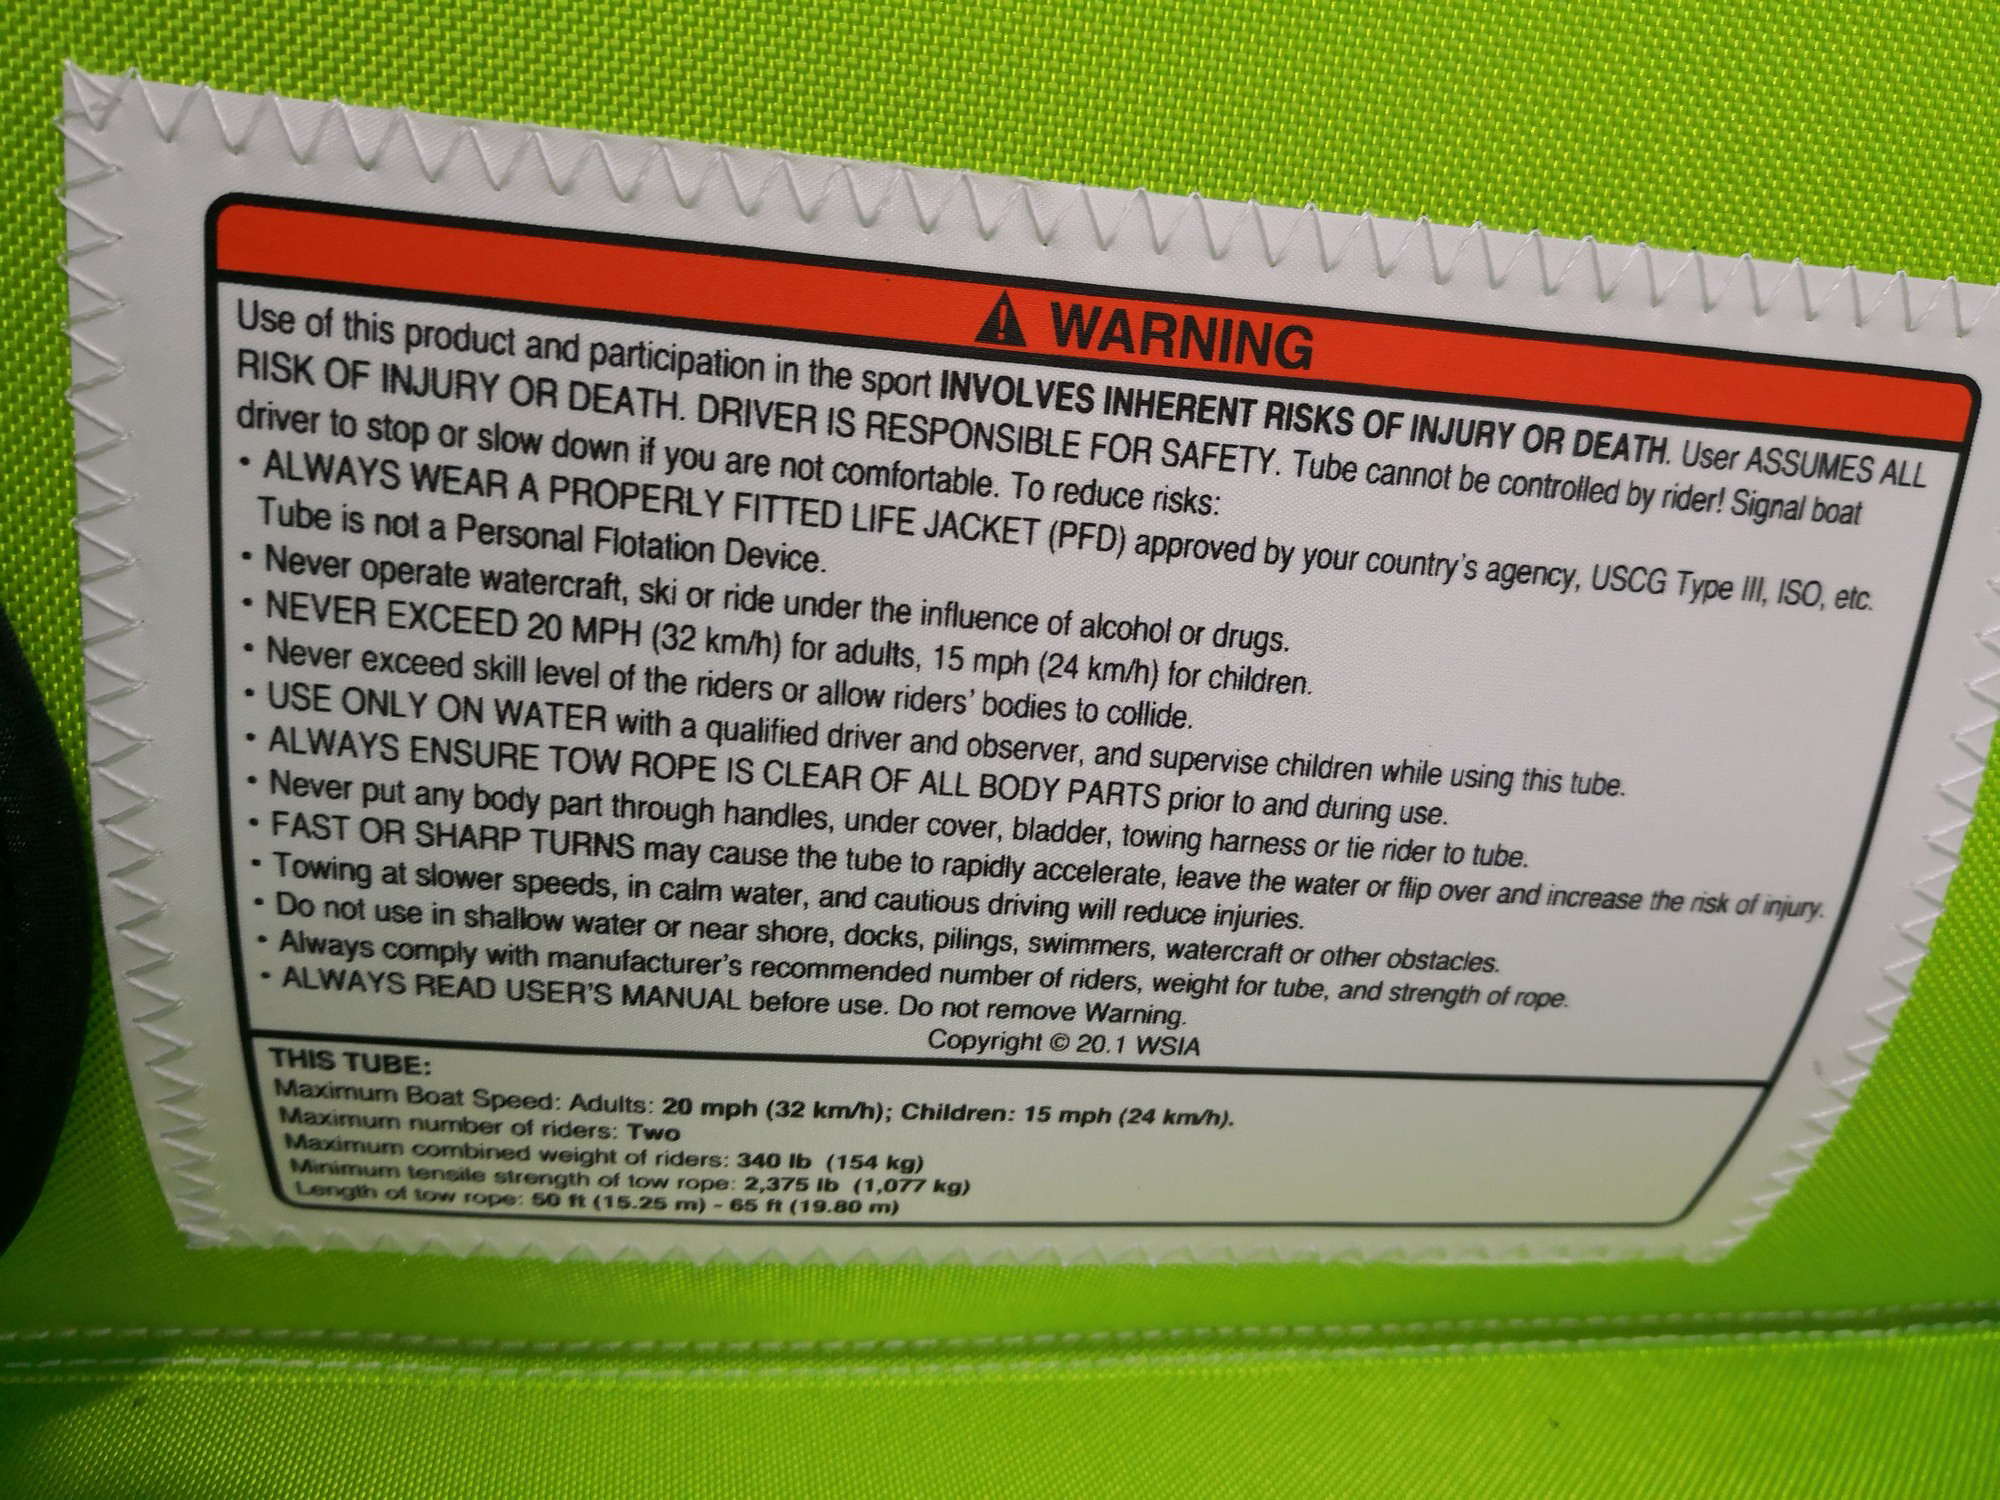 WARNING
Use of this product and participation in the sport INVOLVES INHERENT RISKS OF INJURY OR DEATH. User ASSUMES ALL
RISK OF INJURY OR DEATH. DRIVER IS RESPONSIBLE FOR SAFETY. Tube cannot be controlled by rider! Signal boat
driver to stop or slow down if you are not comfortable. To reduce risks:
• ALWAYS WEAR A PROPERLY FITTED LIFE JACKET (PFD) approved by your country's agency, USCG Type III, ISO, etc.
Tube is not a Personal Flotation Device.
• Never operate watercraft, ski or ride under the influence of alcohol or drugs.
• NEVER EXCEED 20 MPH (32 km/h) for adults, 15 mph (24 km/h) for children.
• Never exceed skill level of the riders or allow riders' bodies to collide.
• USE ONLY ON WATER with a qualified driver and observer, and supervise children while using this tube.
• ALWAYS ENSURE TOW ROPE IS CLEAR OF ALL BODY PARTS prior to and during use.
• Never put any body part through handles, under cover, bladder, towing harness or tie rider to tube.
• FAST OR SHARP TURNS may cause the tube to rapidly accelerate, leave the water or flip over and increase the risk of injury.
• Towing at slower speeds, in calm water, and cautious driving will reduce injuries.
• Do not use in shallow water or near shore, docks, pilings, swimmers, watercraft or other obstacles.
• Always comply with manufacturer's recommended number of riders, weight for tube, and strength of rope.
• ALWAYS READ USER'S MANUAL before use. Do not remove Warning.
Copyright © 20.1 WSIA
THIS TUBE:
Maximum Boat Speed: Adults: 20 mph (32 km/h); Children: 15 mph (24 km/h).
Maximum number of riders: Two
Maximum combined weight of riders: 340 lb (154 kg)
Minimum tensile strength of tow rope: 2,375 lb (1,077 kg)
Length of tow rope: 50 ft (15.25 m) - 65 ft (19.80 m)